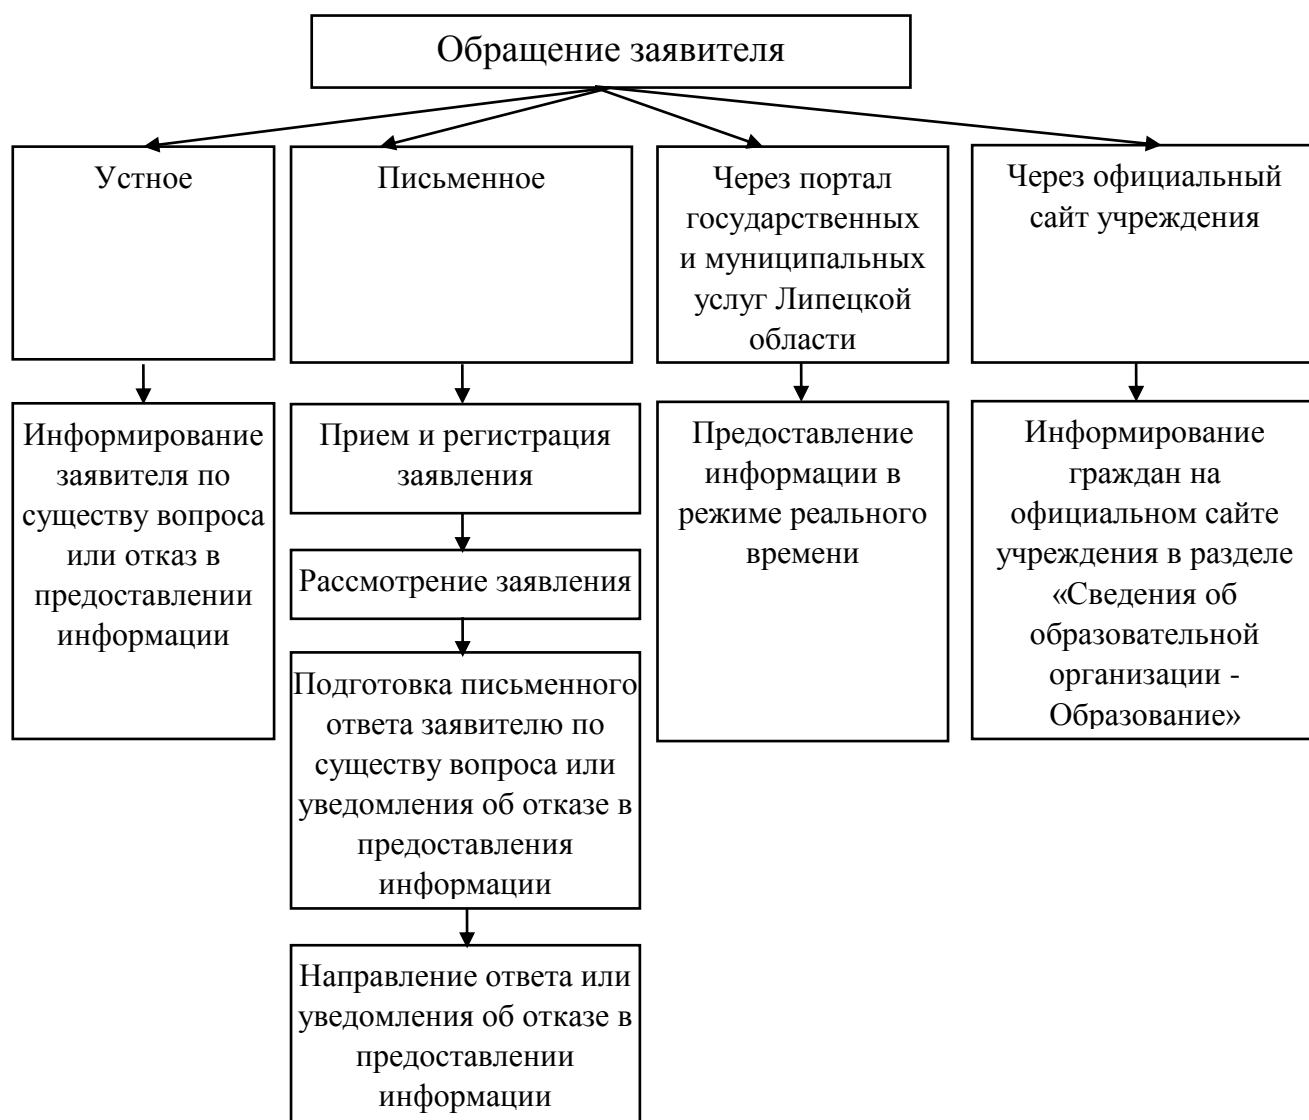 Обращение заявителя
Устное
Письменное
Через портал
государственных
и муниципальных
услуг Липецкой
области
Через официальный
сайт учреждения
Информирование
заявителя по
существу вопроса
или отказ в
предоставлении
информации
Прием и регистрация
заявления
Рассмотрение заявления
Подготовка письменного
ответа заявителю по
существу вопроса или
уведомления об отказе в
предоставления
информации
Направление ответа или
уведомления об отказе в
предоставлении
информации
Предоставление
информации в
режиме реального
времени
Информирование
граждан на
официальном сайте
учреждения в разделе
«Сведения об
образовательной
организации -
Образование»